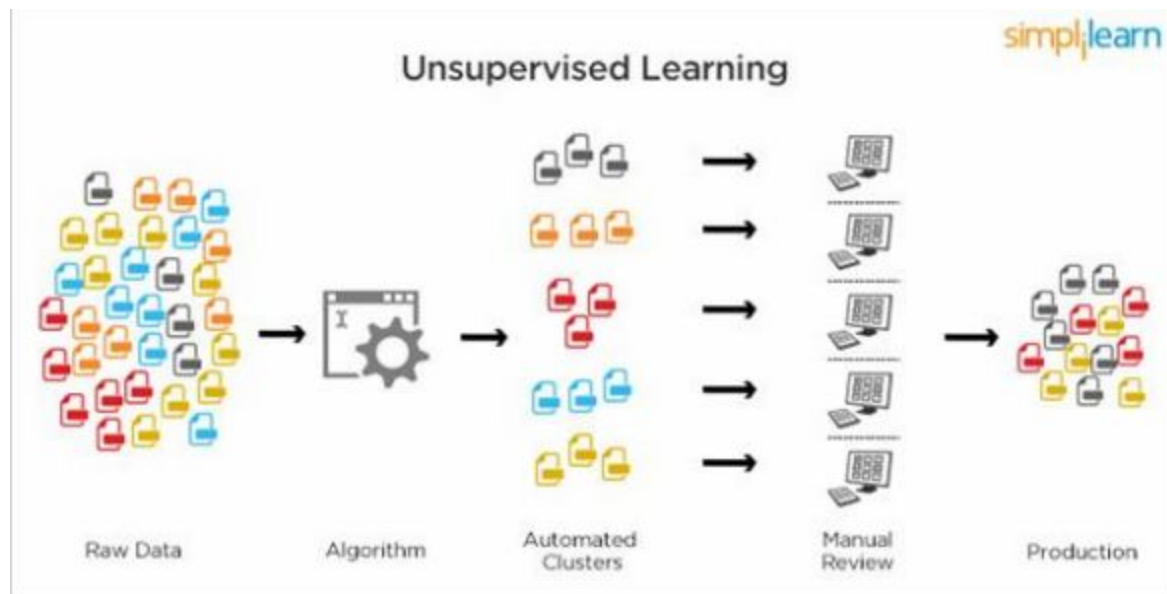 simplilearn
Unsupervised Learning
Raw Data
Algorithm
Automated
Clusters
Manual
Review
Production